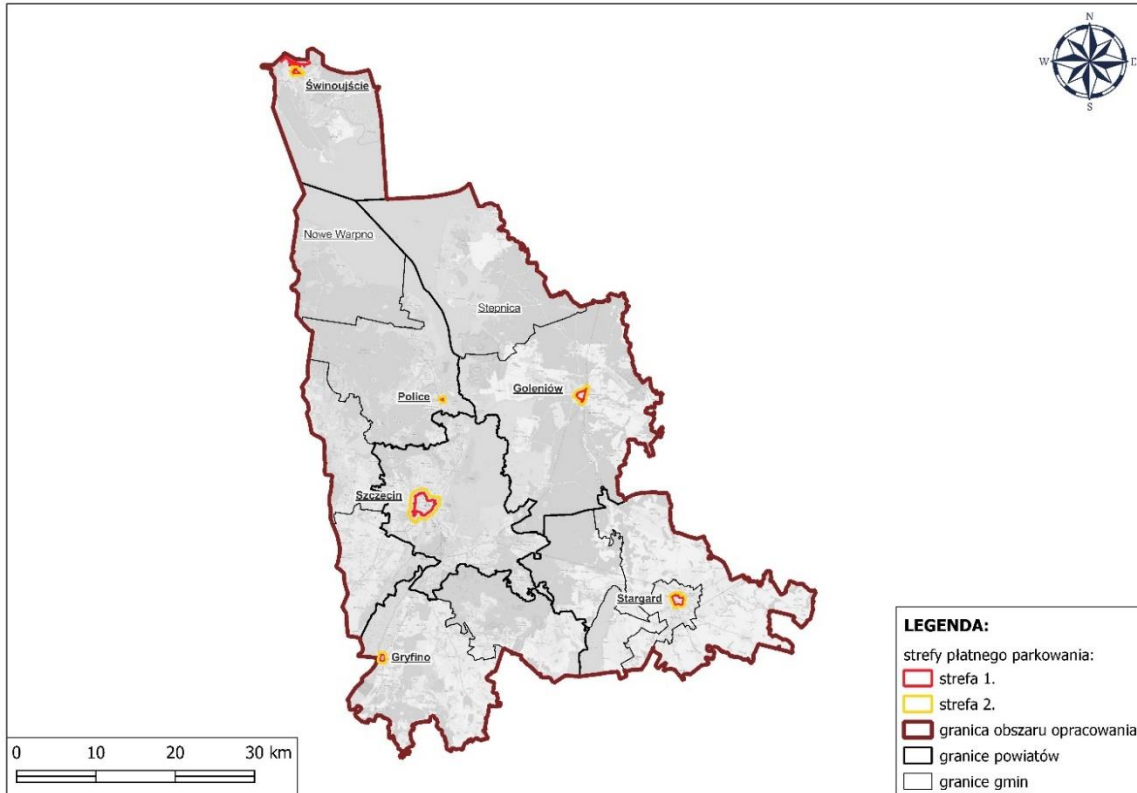 N
W E
S
Świnoujście
Nowe Warpno
Stepnica
Goleniów
Police
Szczecin
Stargard
Gryfino
LEGENDA:
strefy płatnego parkowania:
strefa 1.
strefa 2.
granica obszaru opracowania
granice powiatów
granice gmin
0 10 20 30 km